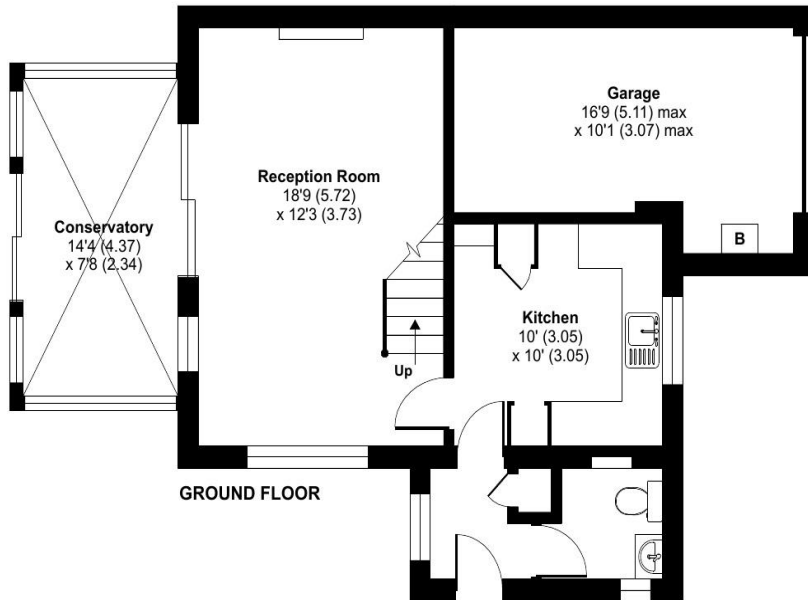 Garage
16'9 (5.11) max
x 10'1 (3.07) max
Reception Room
18'9 (5.72)
x 12'3 (3.73)
Conservatory
14'4 (4.37)
x 7'8 (2.34)
B
Kitchen
10' (3.05)
x 10' (3.05)
Up
GROUND FLOOR